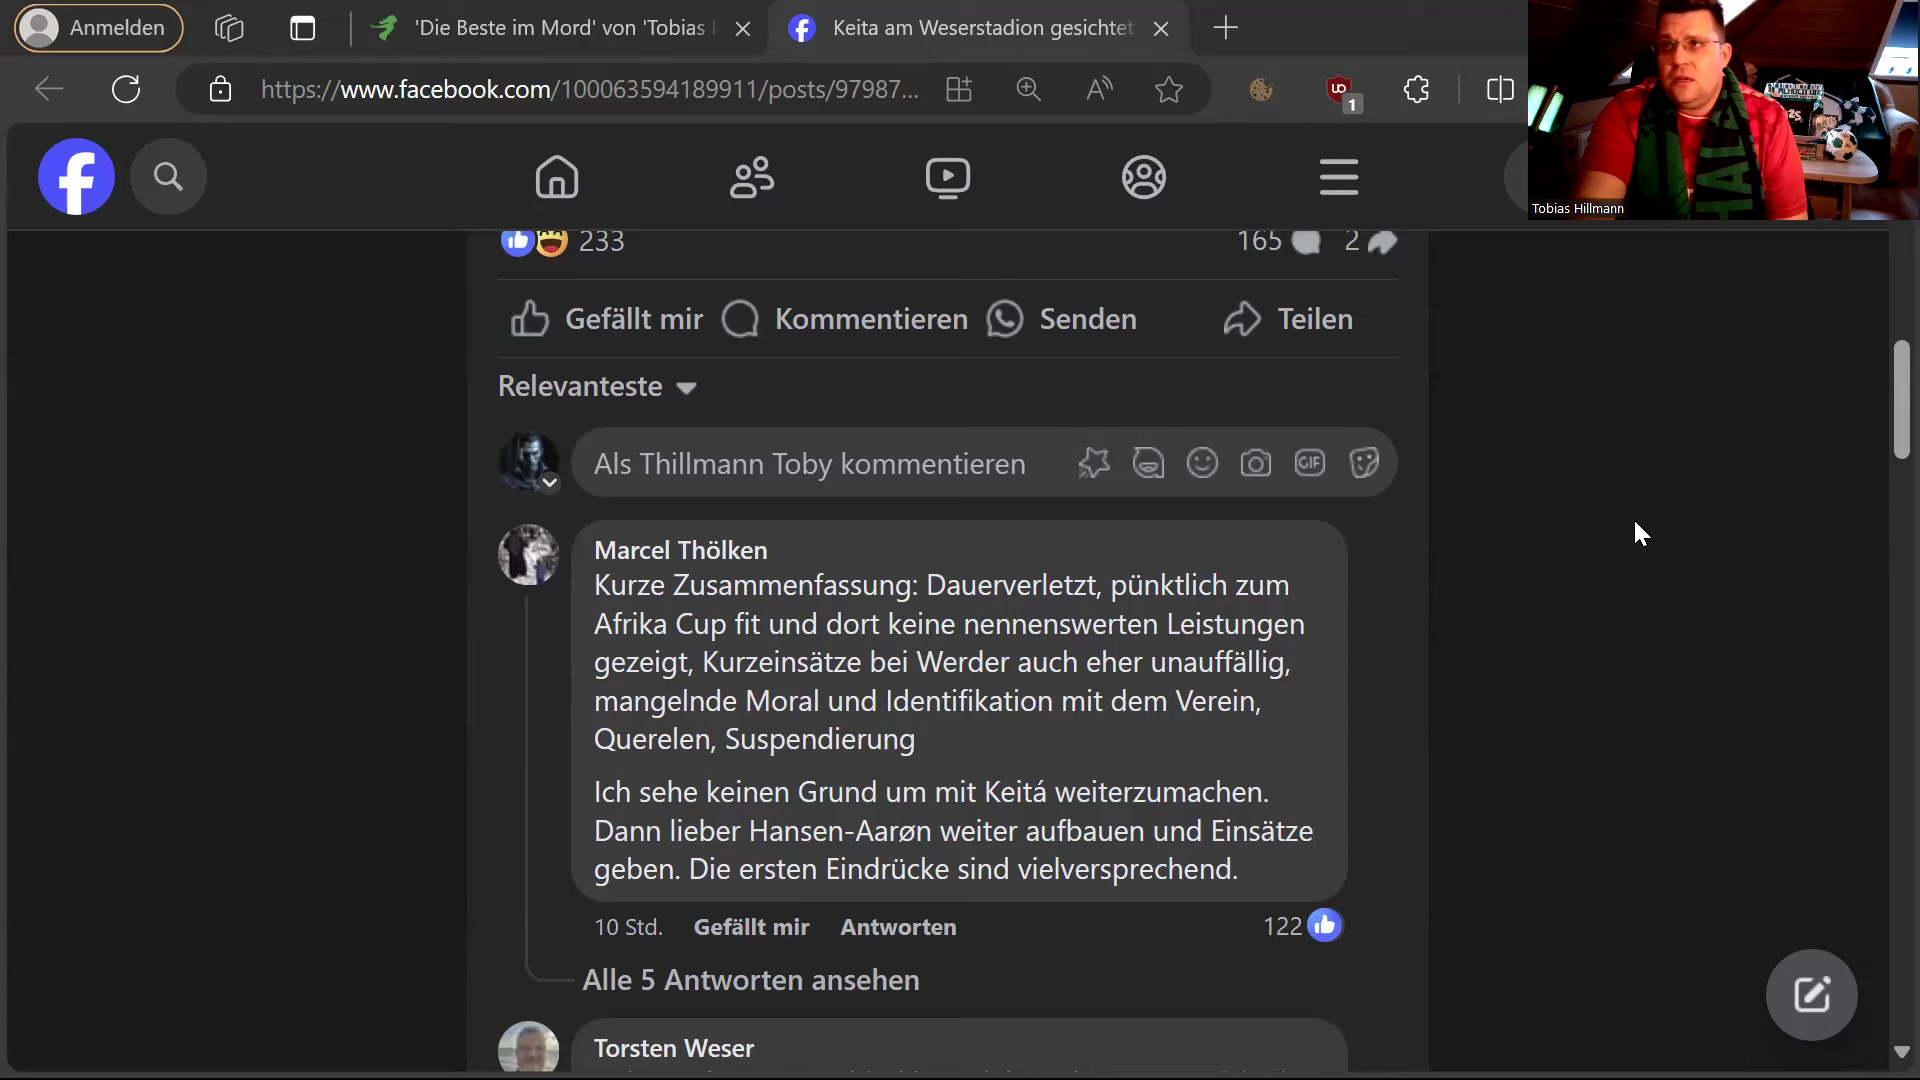 Anmelden
'Die Beste im Mord' von 'Tobias
Keita am Weserstadion gesichtet
https://www.facebook.com/100063594189911/posts/97987...
1
Tobias Hillmann
233
165
2
Gefällt mir
Kommentieren
Senden
Teilen
Relevanteste
Als Thillmann Toby kommentieren
GIF
Marcel Thölken
Kurze Zusammenfassung: Dauerverletzt, pünktlich zum
Afrika Cup fit und dort keine nennenswerten Leistungen
gezeigt, Kurzeinsätze bei Werder auch eher unauffällig,
mangelnde Moral und Identifikation mit dem Verein,
Querelen, Suspendierung
Ich sehe keinen Grund um mit Keitá weiterzumachen.
Dann lieber Hansen-Aarøn weiter aufbauen und Einsätze
geben. Die ersten Eindrücke sind vielversprechend.
10 Std.
Gefällt mir
Antworten
122
Alle 5 Antworten ansehen
Torsten Weser